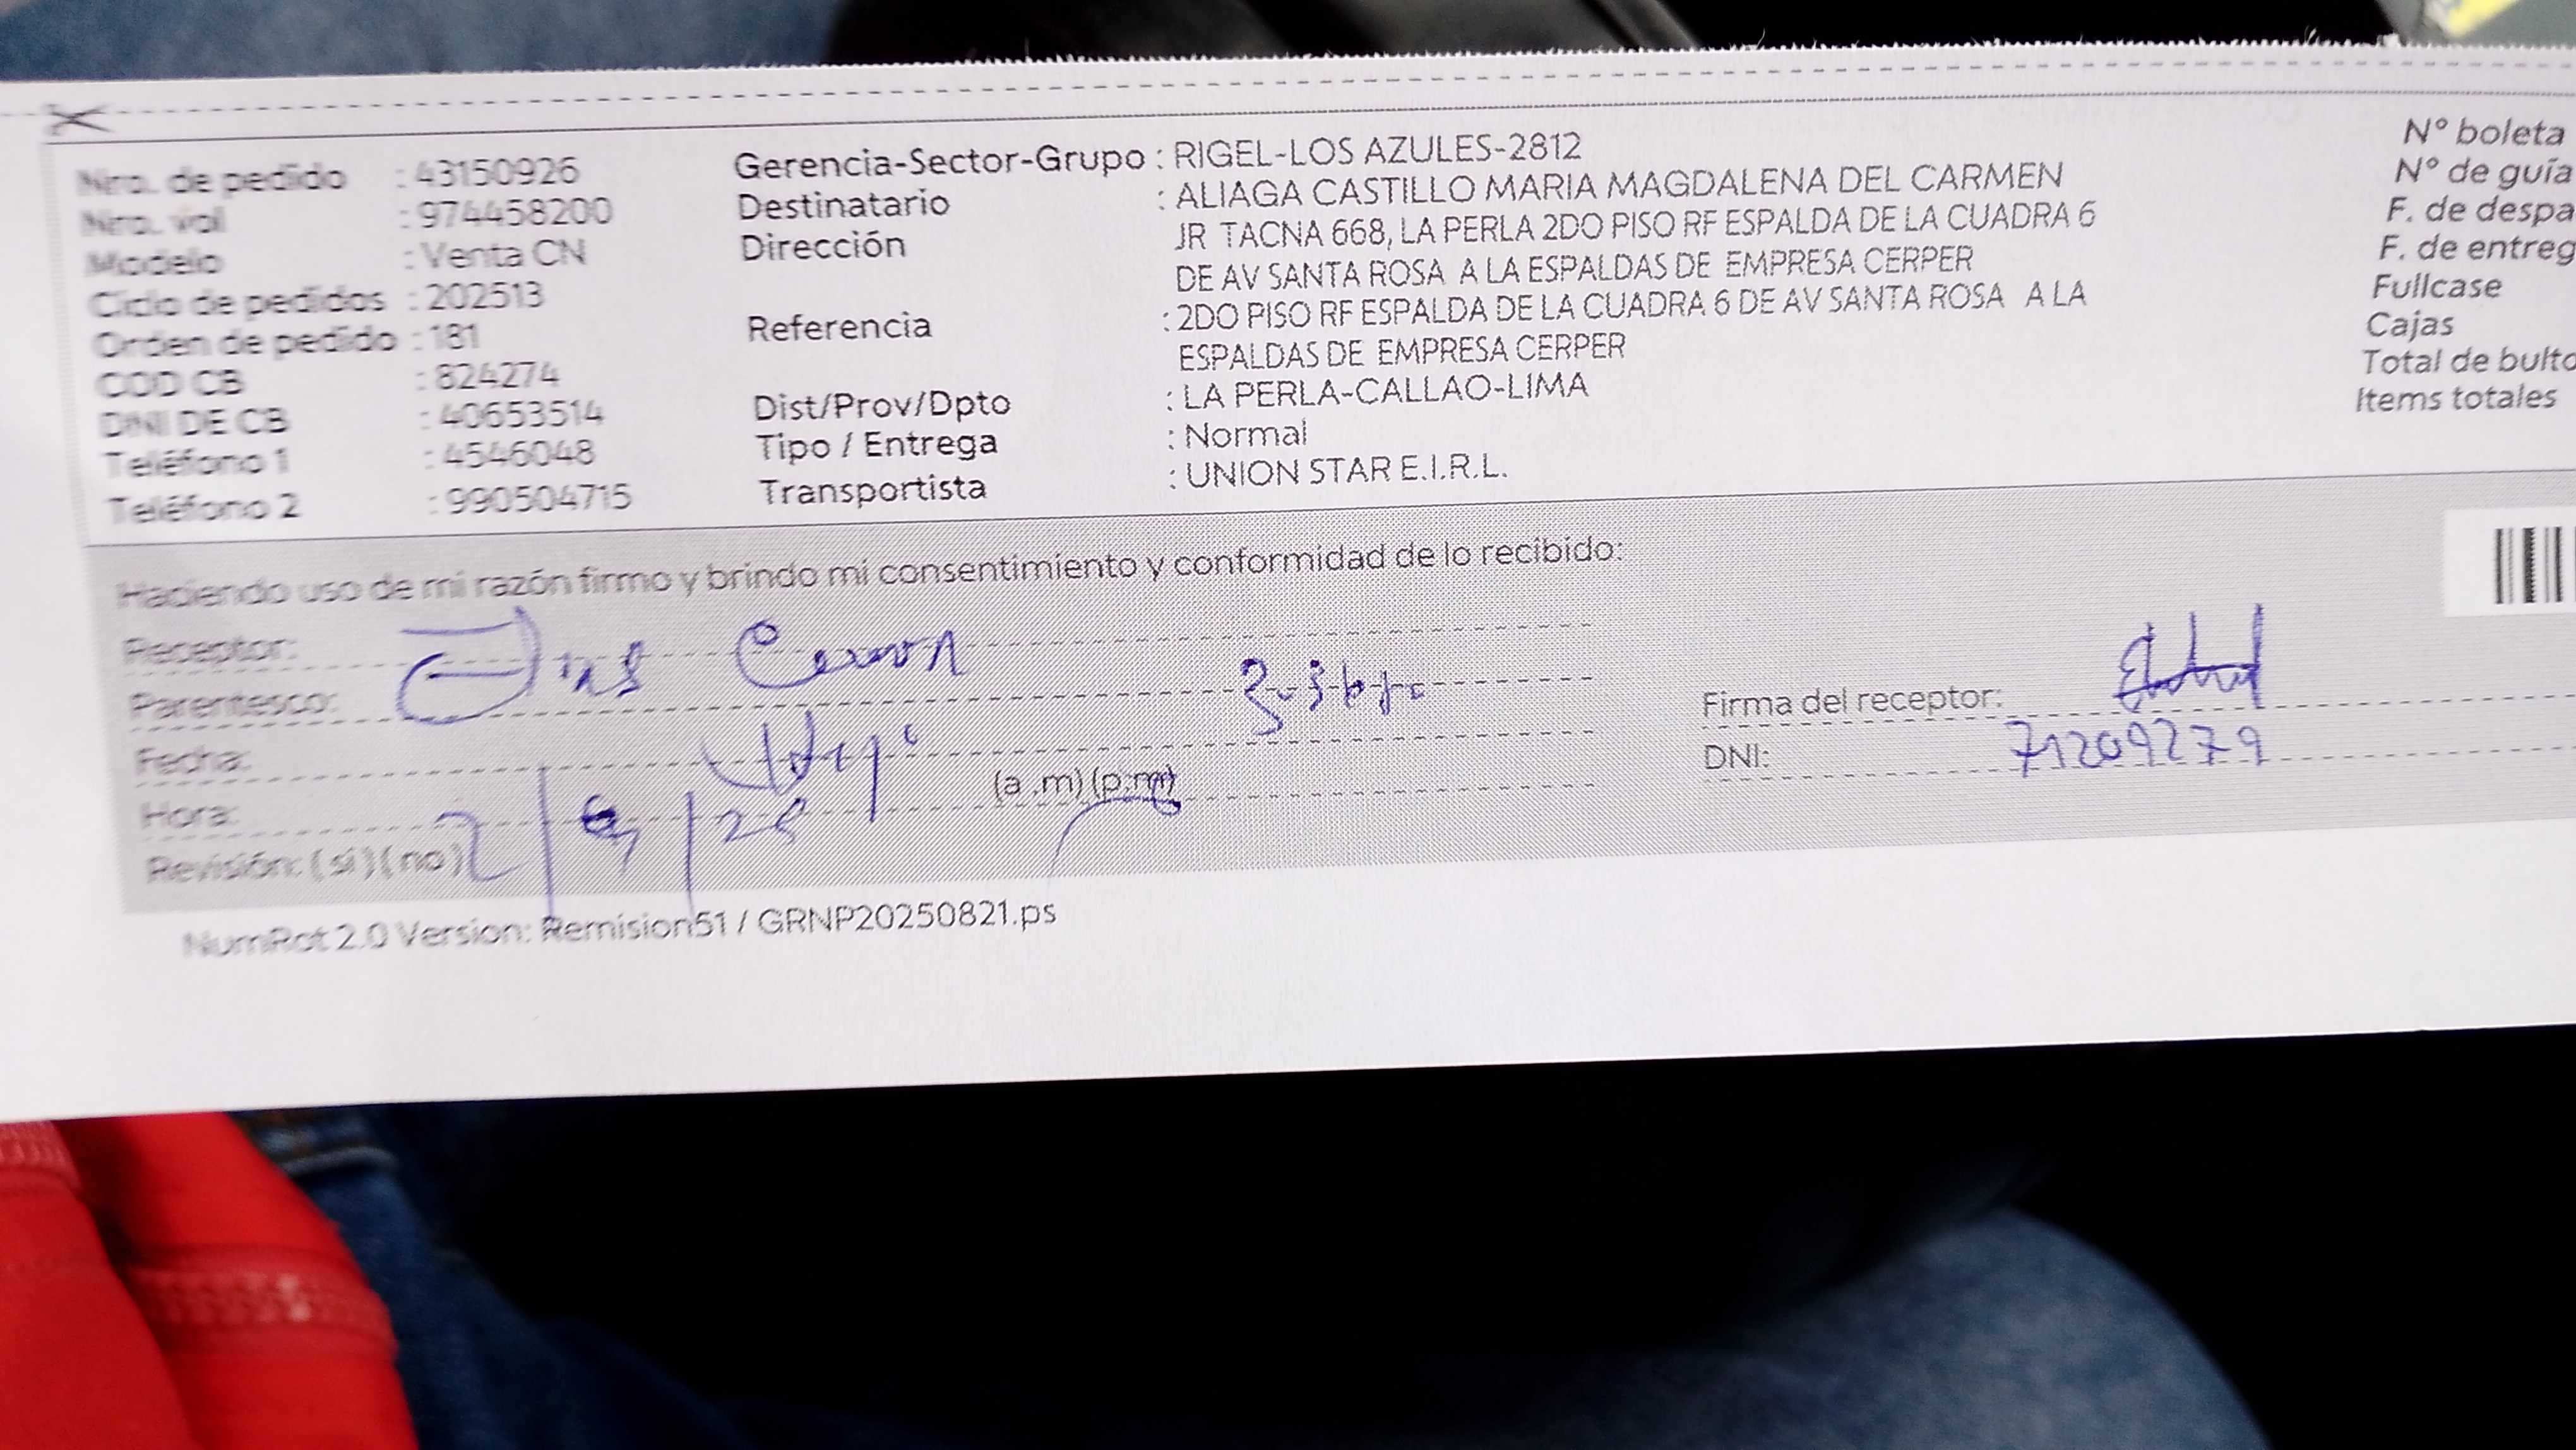 Nro. de pedido : 43150926
Nro. val : 974458200
Modelo : Venta CN
Ciclo de pedidos : 202513
Orden de pedido : 181
COD CB : 824274
DNI DE CB : 40653514
Teléfono 1 : 4546048
Teléfono 2 : 990504715
Gerencia-Sector-Grupo : RIGEL-LOS AZULES-2812
Destinatario : ALIAGA CASTILLO MARIA MAGDALENA DEL CARMEN
Dirección JR TACNA 668, LA PERLA 2DO PISO RF ESPALDA DE LA CUADRA 6
DE AV SANTA ROSA A LA ESPALDAS DE EMPRESA CERPER
Referencia : 2DO PISO RF ESPALDA DE LA CUADRA 6 DE AV SANTA ROSA A LA
ESPALDAS DE EMPRESA CERPER
Dist/Prov/Dpto : LA PERLA-CALLAO-LIMA
Tipo / Entrega : Normal
Transportista : UNION STAR E.I.R.L.
N° boleta
N° de guía
F. de despa
F. de entreg
Fullcase
Cajas
Total de bulto
Items totales
Haciendo uso de mi razón firmo y brindo mi consentimiento y conformidad de lo recibido:
Receptor:
Parentesco:
Fecha:
Hora: (a .m) (p.m)
Revisión: (si) (no)
Firma del receptor:
DNI: 71209279
NumRot 2.0 Version: Remision51 / GRNP20250821.ps